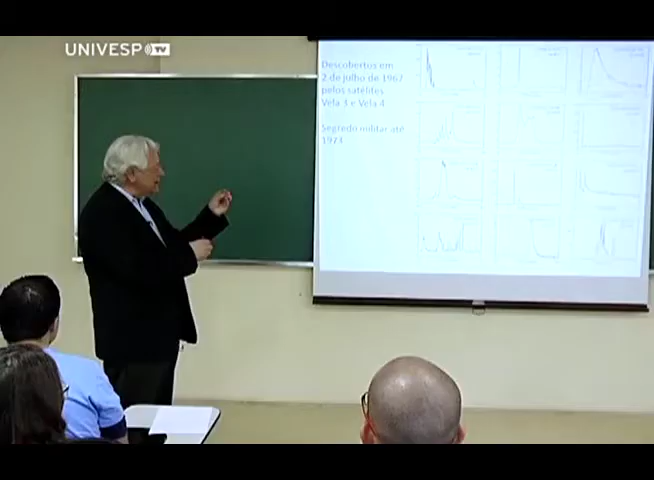 UNIVESP TV
Descobertos em
2 de julho de 1967
pelos satélites
Vela 3 e Vela 4
Segredo militar até
1973